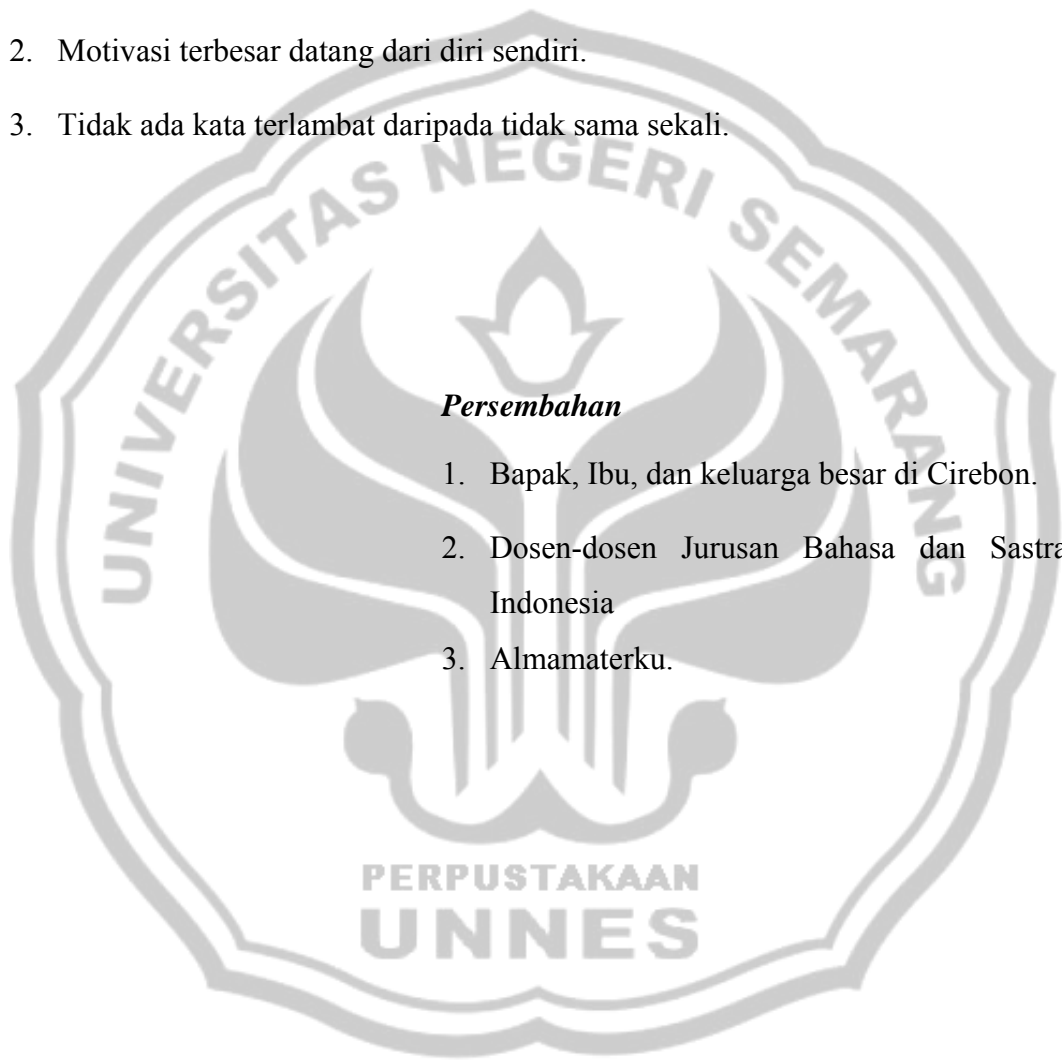 2. Motivasi terbesar datang dari diri sendiri.
3. Tidak ada kata terlambat daripada tidak sama sekali.
UNIVERSITAS NEGERI SEMARANG
Persembahan
1. Bapak, Ibu, dan keluarga besar di Cirebon.
2. Dosen-dosen Jurusan Bahasa dan Sastra
Indonesia
3. Almamaterku.
PERPUSTAKAAN
UNNES